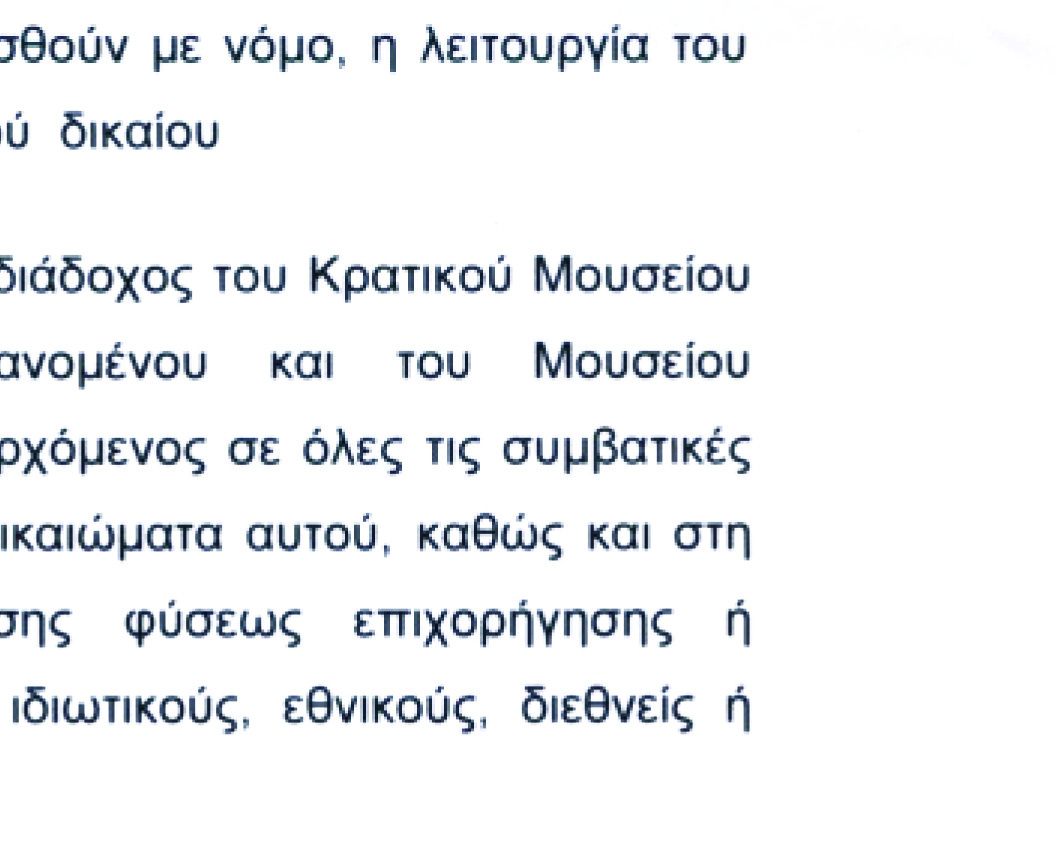 σθούν με νόμο, η λειτουργία του
ού δικαίου
διάδοχος του Κρατικού Μουσείου
ανομένου και του Μουσείου
ρχόμενος σε όλες τις συμβατικές
ικαιώματα αυτού, καθώς και στη
σης φύσεως επιχορήγησης ή
ιδιωτικούς, εθνικούς, διεθνείς ή